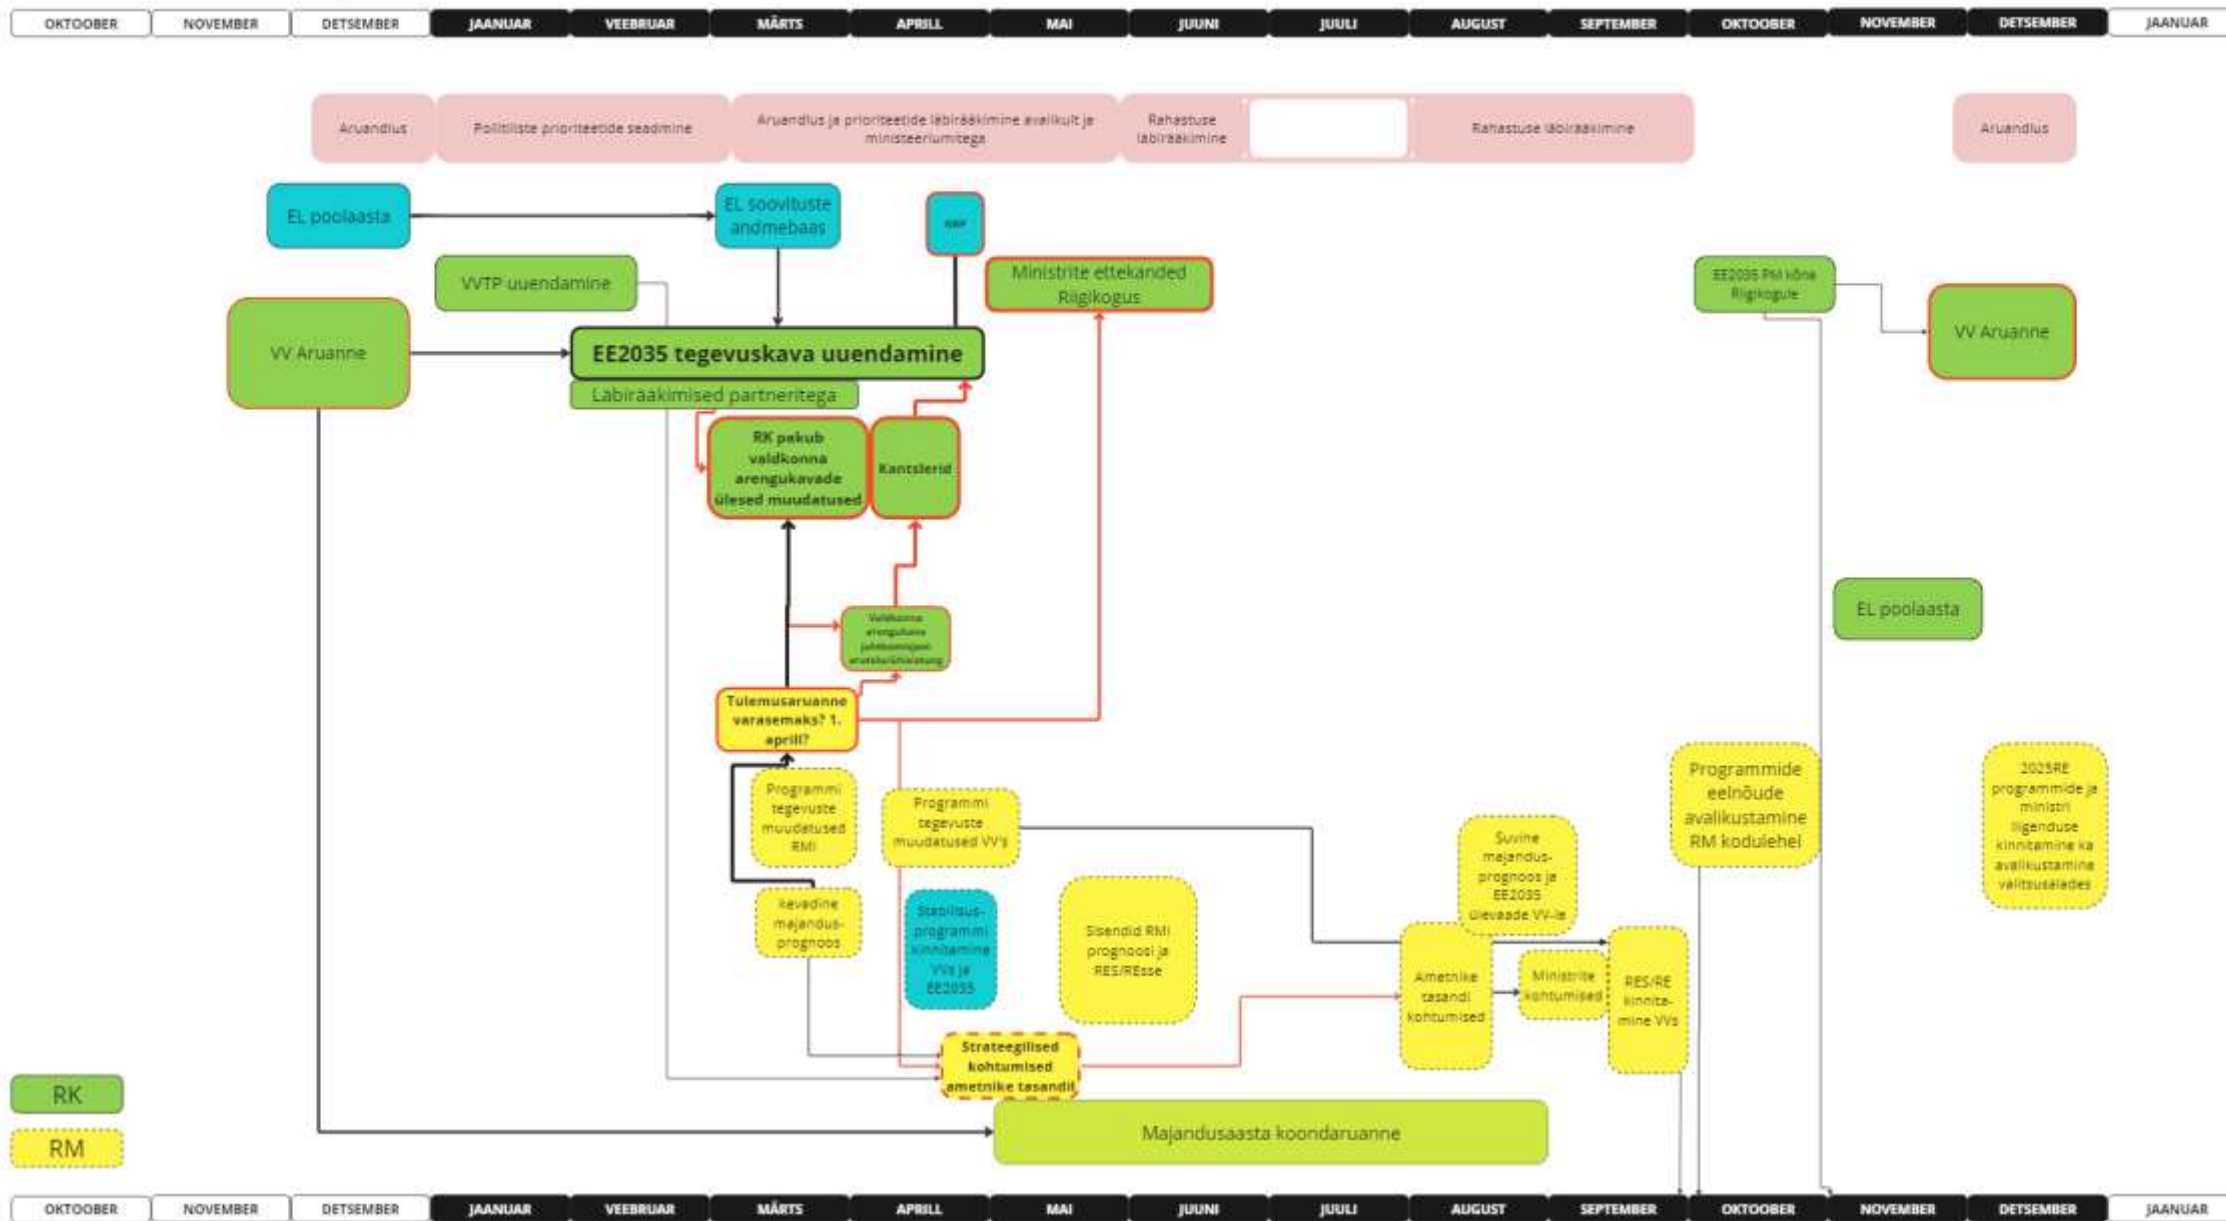 OKTOOBER NOVEMBER DETSEMBER JAANUAR VEEBRUAR MÄRTS APRILL MAI JUUNI JUULI AUGUST SEPTEMBER OKTOOBER NOVEMBER DETSEMBER JAANUAR
Aruandlus
Poliitiliste prioriteetide seadmine
Aruandlus ja prioriteetide läbirääkimine avalikult ja
ministeeriumitega
Rahastuse
läbirääkimine
Rahastuse läbirääkimine
Aruandlus
EL poolaasta
EL soovituste
andmebaas
VVTP uuendamine
Ministrite ettekanded
Riigikogus
EE2035 PM kõne
Riigikogule
VV Aruanne
EE2035 tegevuskava uuendamine
VV Aruanne
Läbirääkimised partneritega
RK pakub
valdkonna
arengukavade
ülesed muudatused
Kantslerid
Valdkonna
arengukava
juhtkomisjoni
EL poolaasta
Tulemusaruanne
varasemaks? 1.
aprill?
Programmi
tegevuste
muudatused
RMi
Programmi
tegevuste
muudatused VV's
Programmide
eelnõude
avalikustamine
RM kodulehel
2025RE
programmide ja
ministri
liigenduse
kinnitamine ka
avalikustamine
valitsusalades
Suvine
majandus-
prognoos ja
EE2035
ülevaade VV-le
kevadine
majandus-
prognoos
Stabiilsus-
programmi
kinnitamine
VVs ja
EE2035
Sisendid RMi
prognoosi ja
RES/REsse
Ametnike
tasandi
kohtumised
Ministrite
kohtumised
RES/RE
kinnita-
mine VVs
Strateegilised
kohtumised
ametnike tasandil
RK
RM
Majandusaasta koondaruanne
OKTOOBER NOVEMBER DETSEMBER JAANUAR VEEBRUAR MÄRTS APRILL MAI JUUNI JUULI AUGUST SEPTEMBER OKTOOBER NOVEMBER DETSEMBER JAANUAR